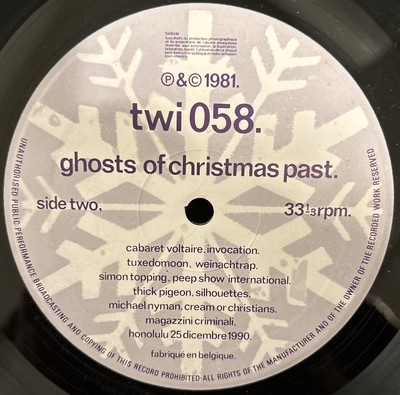 SABAM
℗&©1981.
twi 058.
ghosts of christmas past.
side two,
33⅓rpm.
cabaret voltaire, invocation.
tuxedomoon, weinachtrap.
simon topping, peep show international.
thick pigeon, silhouettes.
michael nyman, cream or christians.
magazzini criminali,
honolulu 25 dicembre 1990.
fabriqué en belgique.
UNAUTHORISED PUBLIC PERFORMANCE BROADCASTING AND COPYING OF THIS RECORD PROHIBITED·ALL RIGHTS OF THE MANUFACTURER AND OF THE OWNER OF THE RECORDED WORK RESERVED